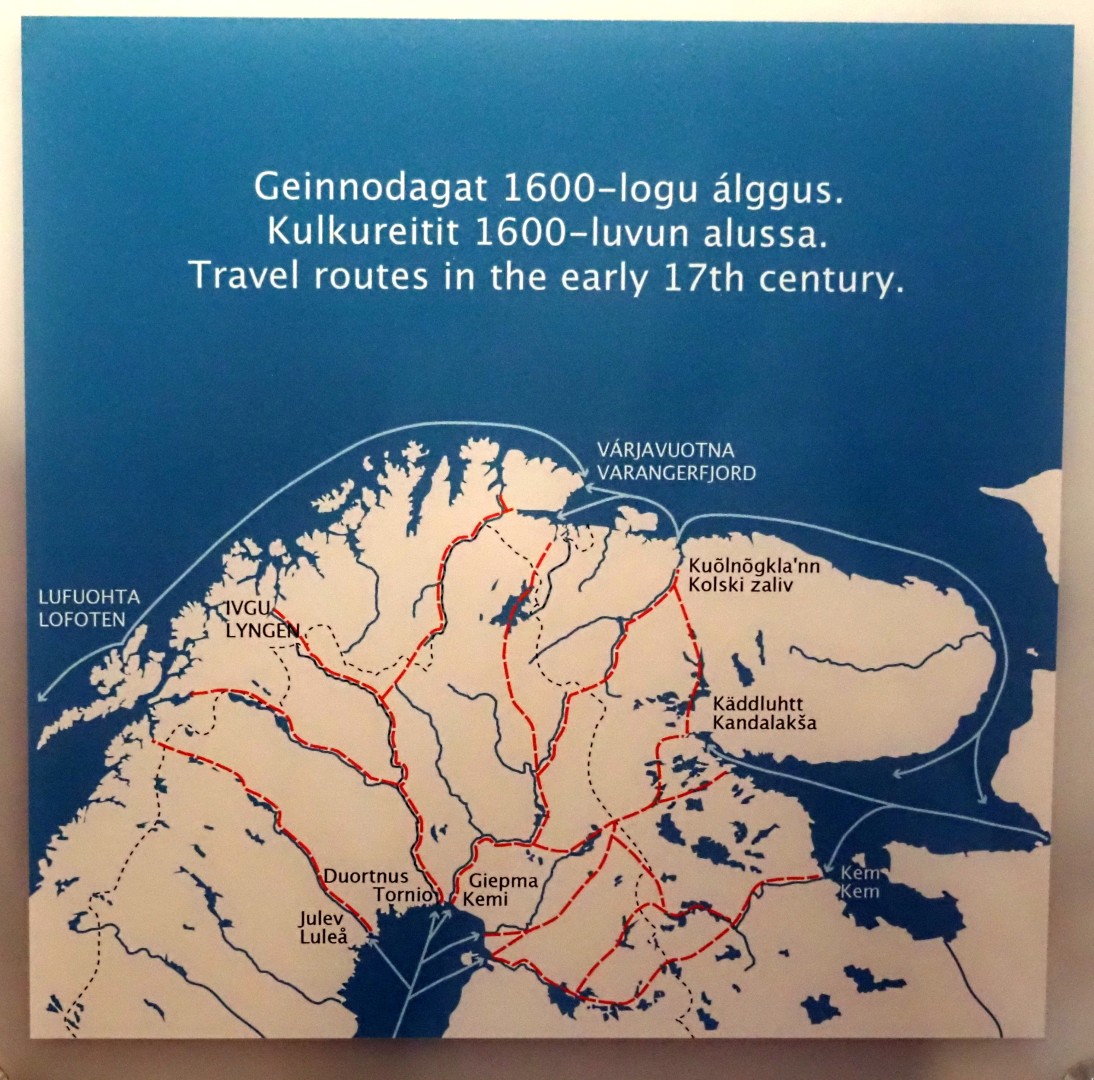 Geinnodagat 1600–logu álggus.
Kulkureitit 1600–luvun alussa.
Travel routes in the early 17th century.
VÁRJAVUOTNA
VARANGERFJORD
Kuõlnõgkla'nn
Kolski zaliv
LUFUOHTA
LOFOTEN
IVGU
LYNGEN
Käddluhtt
Kandalakša
Duortnus
Tornio
Giepma
Kemi
Kem
Kem
Julev
Luleå